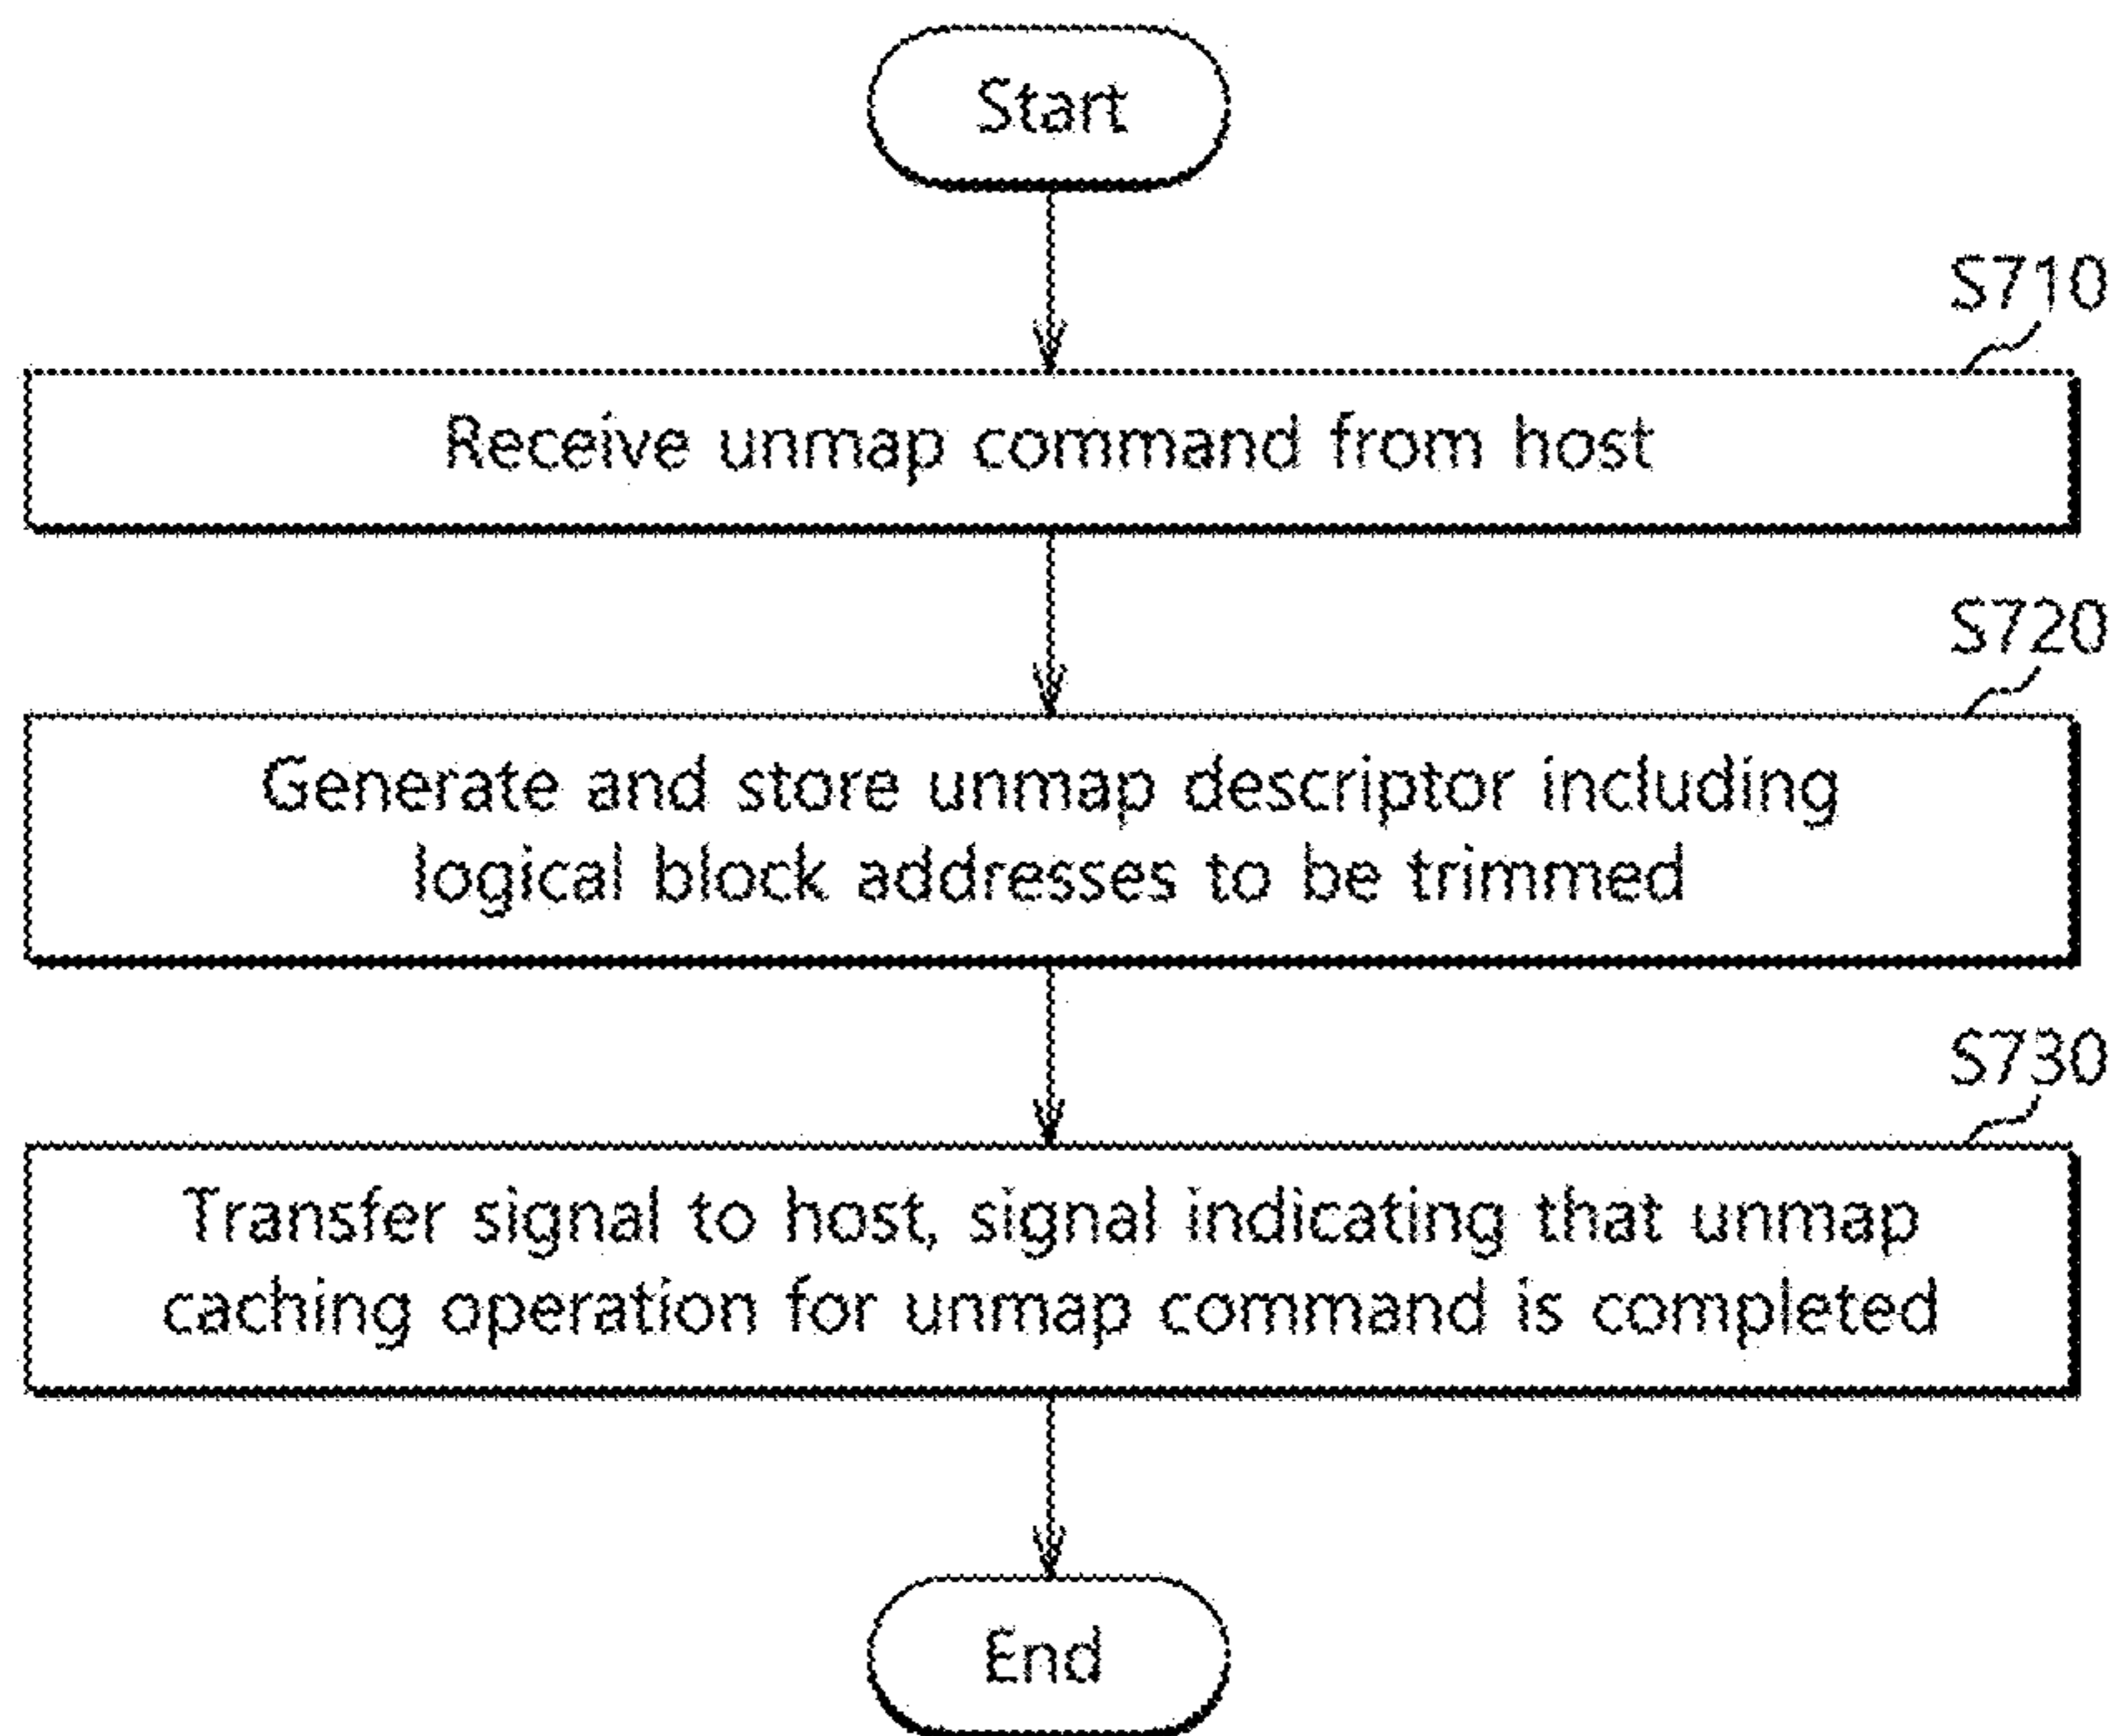 Start
S710
Receive unmap command from host
S720
Generate and store unmap descriptor including
logical block addresses to be trimmed
S730
Transfer signal to host, signal indicating that unmap
caching operation for unmap command is completed
End